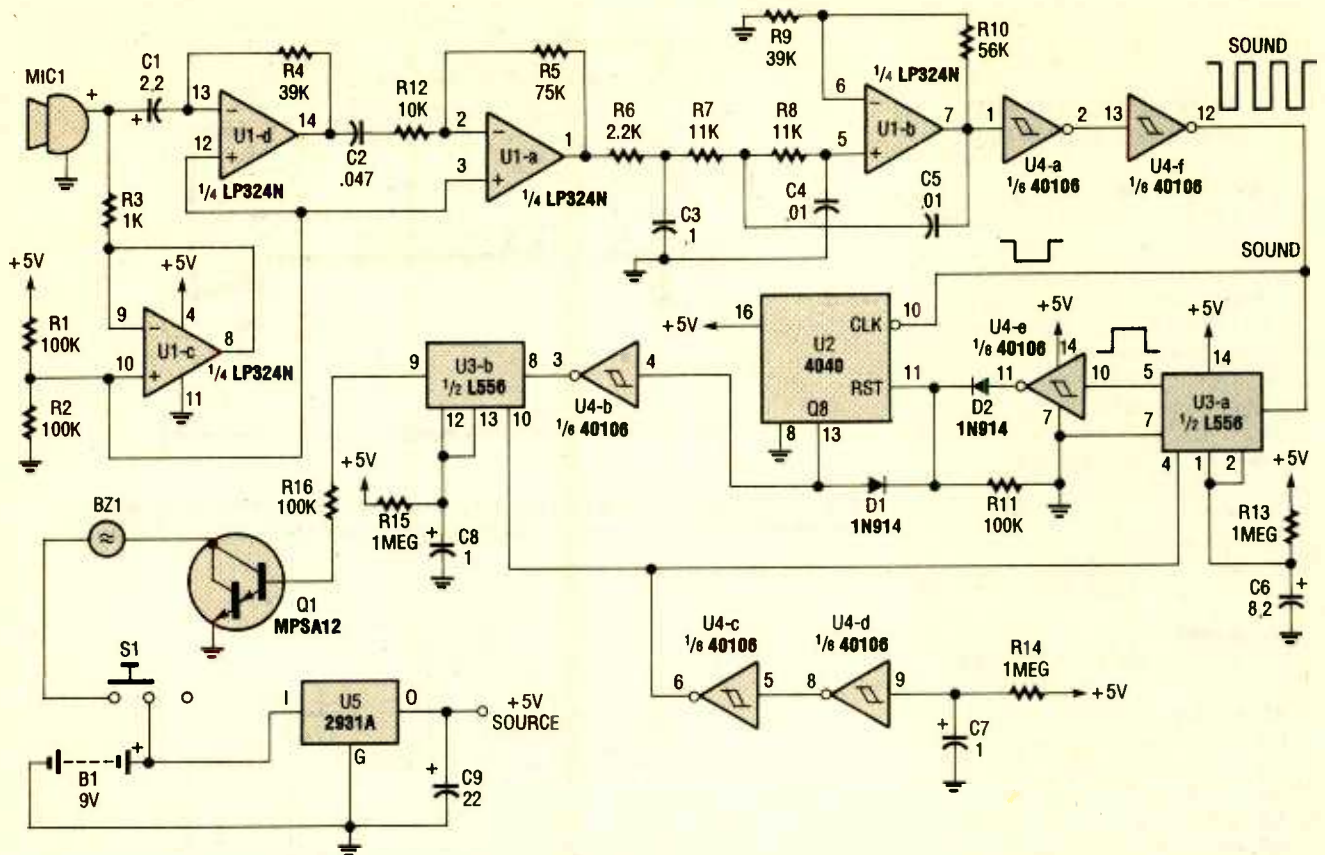 MIC1
+
C1
2.2
+
R4
39K
13
−
U1-d
14
12
+
1/4 LP324N
C2
.047
R12
10K
R5
75K
2
−
U1-a
1
3
+
1/4 LP324N
R6
2.2K
R7
11K
R8
11K
R9
39K
R10
56K
1/4 LP324N
6
−
U1-b
7
5
+
C3
.1
C4
.01
C5
.01
1
U4-a
1/6 40106
2
13
U4-f
1/6 40106
12
SOUND
SOUND
R3
1K
+5V
R1
100K
R2
100K
+5V
4
9
−
U1-c
8
10
+
1/4 LP324N
11
+5V
16
CLK
10
U2
4040
RST
11
Q8
8
13
U4-e
1/6 40106
+5V
14
11
10
7
D2
1N914
+5V
14
5
U3-a
1/2 L556
7
4
1
2
+5V
R13
1MEG
C6
8.2
+
D1
1N914
R11
100K
9
U3-b
1/2 L556
8
12
13
10
3
U4-b
1/6 40106
4
+5V
R15
1MEG
+
C8
1
R16
100K
BZ1
Q1
MPSA12
S1
B1
9V
+
I
U5
2931A
O
G
+5V
SOURCE
+
C9
22
U4-c
1/6 40106
6
5
U4-d
1/6 40106
8
9
R14
1MEG
+5V
+
C7
1